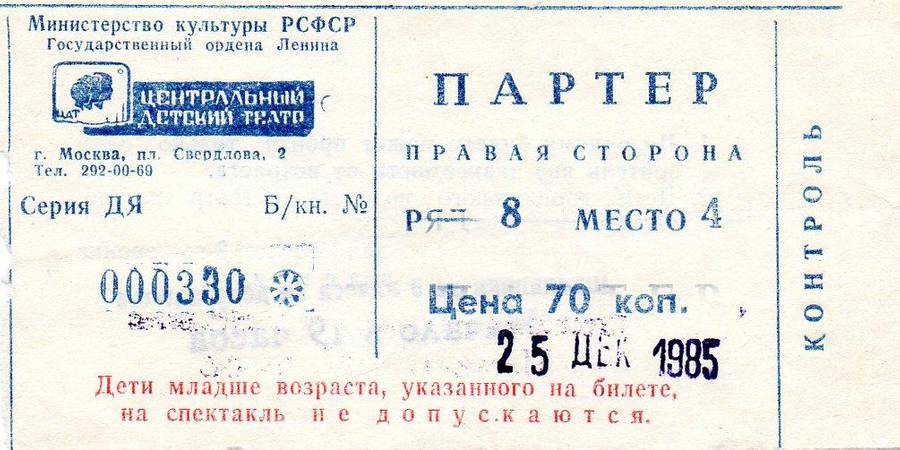 Министерство культуры РСФСР
Государственный ордена Ленина
ЦДТ
ЦЕНТРАЛЬНЫЙ
ДЕТСКИЙ ТЕАТР
г. Москва, пл. Свердлова, 2
Тел. 292-00-69
Серия ДЯ Б/кн. №
000330
ПАРТЕР
ПРАВАЯ СТОРОНА
РЯД 8 МЕСТО 4
Цена 70 коп.
25 ДЕК 1985
Дети младше возраста, указанного на билете,
на спектакль не допускаются.
КОНТРОЛЬ